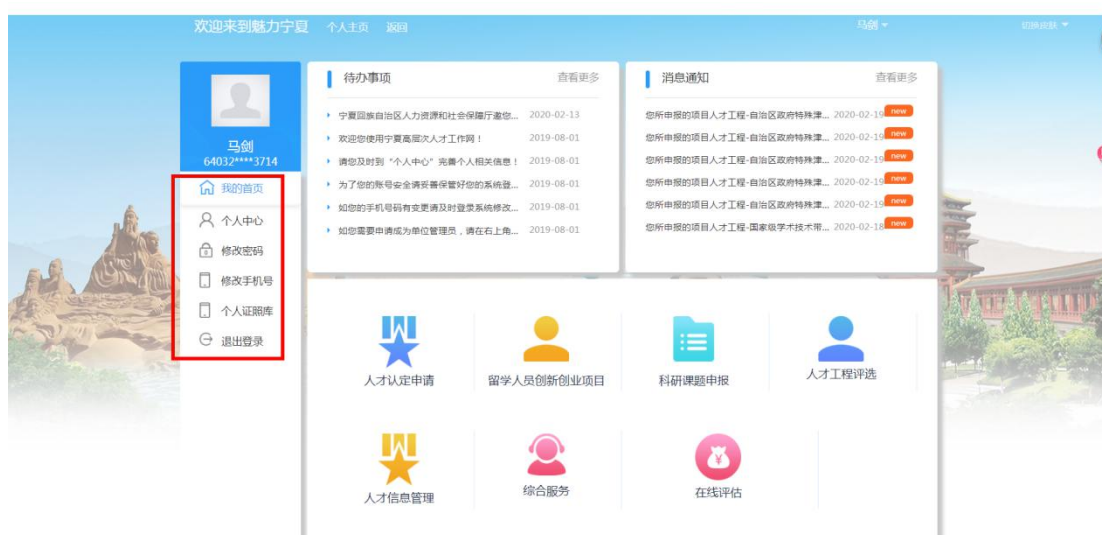 欢迎来到魅力宁夏 个人主页 返回 马剑 切换皮肤
马剑
64032****3714
我的首页
个人中心
修改密码
修改手机号
个人证照库
退出登录
待办事项 查看更多
宁夏回族自治区人力资源和社会保障厅邀您... 2020-02-13
欢迎您使用宁夏高层次人才工作网！ 2019-08-01
请您及时到“个人中心”完善个人相关信息！ 2019-08-01
为了您的账号安全请妥善保管好您的系统登... 2019-08-01
如您的手机号码有变更请及时登录系统修改... 2019-08-01
如您需要申请成为单位管理员，请在右上角... 2019-08-01
消息通知 查看更多
您所申报的项目人才工程-自治区政府特殊津... 2020-02-19 new
您所申报的项目人才工程-自治区政府特殊津... 2020-02-19 new
您所申报的项目人才工程-自治区政府特殊津... 2020-02-19 new
您所申报的项目人才工程-自治区政府特殊津... 2020-02-19 new
您所申报的项目人才工程-自治区政府特殊津... 2020-02-19 new
您所申报的项目人才工程-国家级学术技术带... 2020-02-18 new
人才认定申请
留学人员创新创业项目
科研课题申报
人才工程评选
人才信息管理
综合服务
在线评估